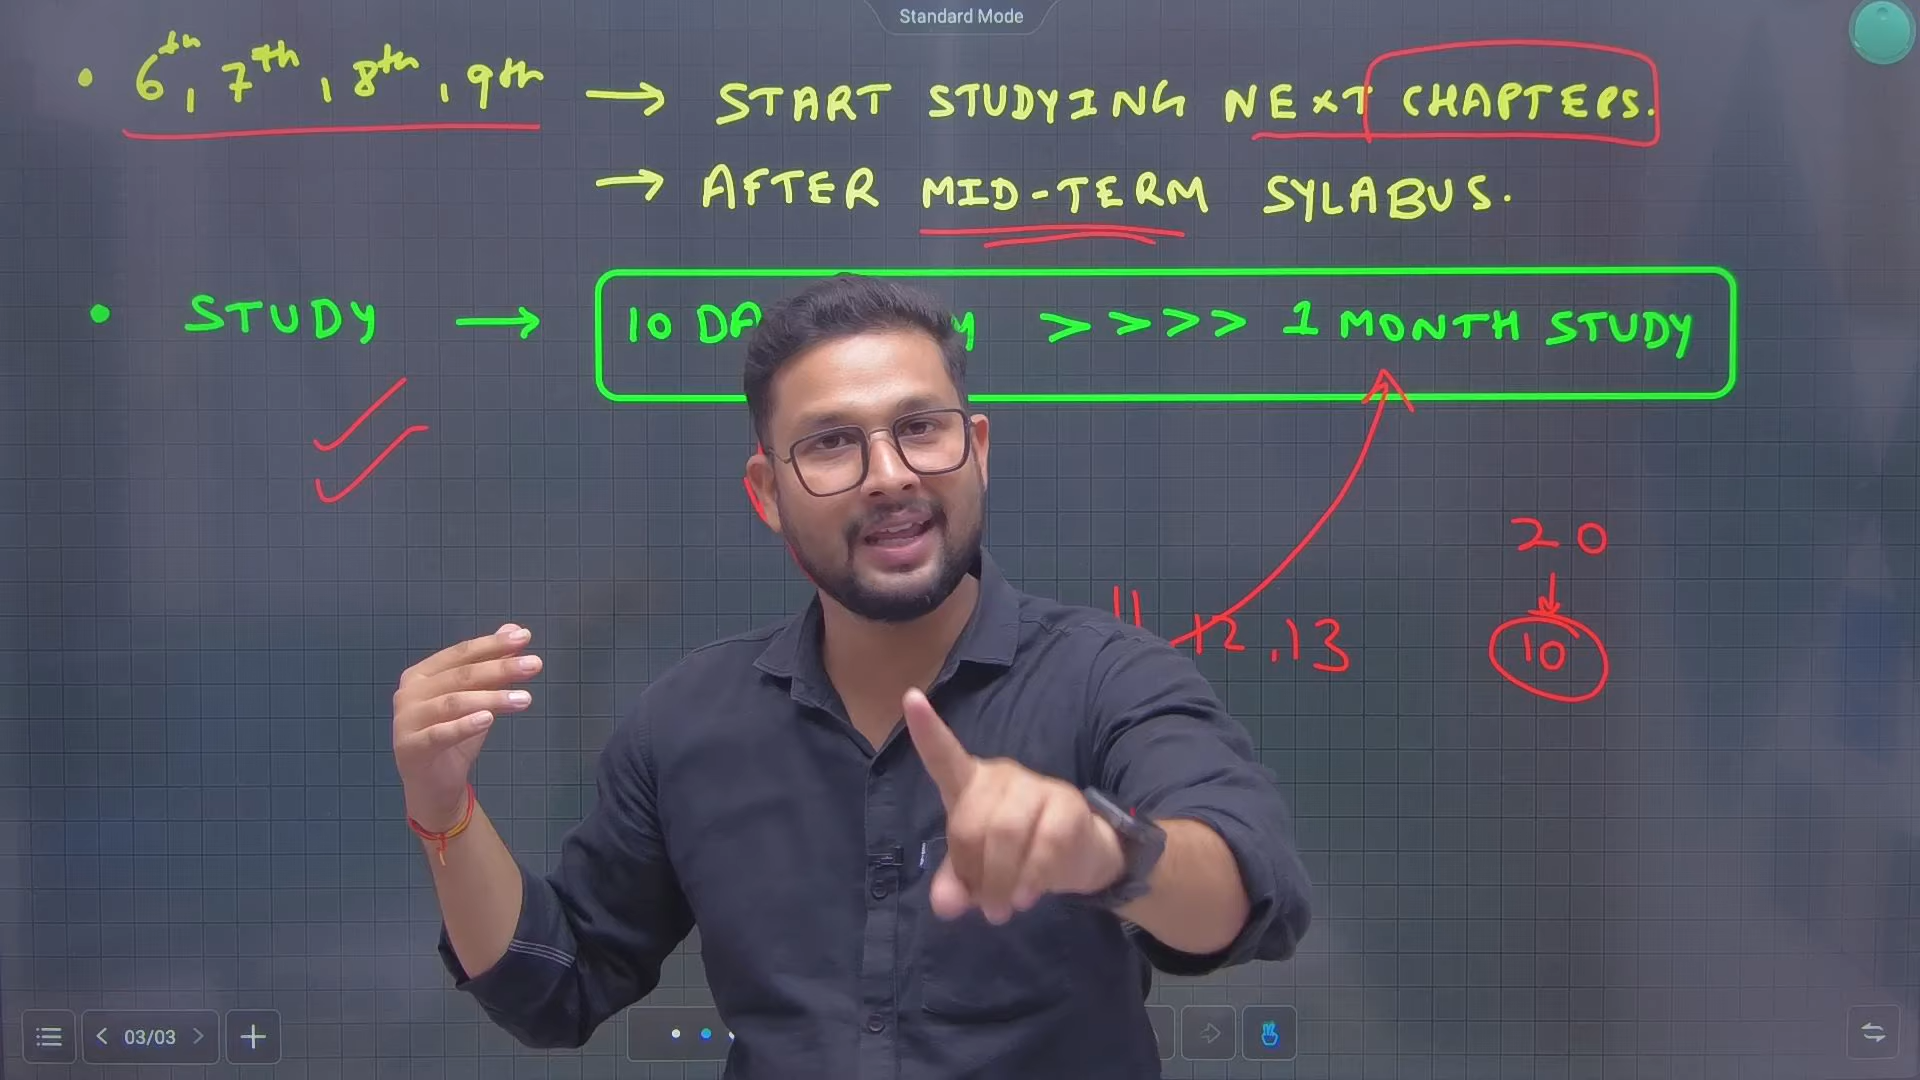 Standard Mode
• 6th, 7th, 8th, 9th → START STUDYING NEXT CHAPTERS.
→ AFTER MID-TERM SYLABUS.
• STUDY → 10 > > > > 1 MONTH STUDY
20
11 12, 13
10
03/03